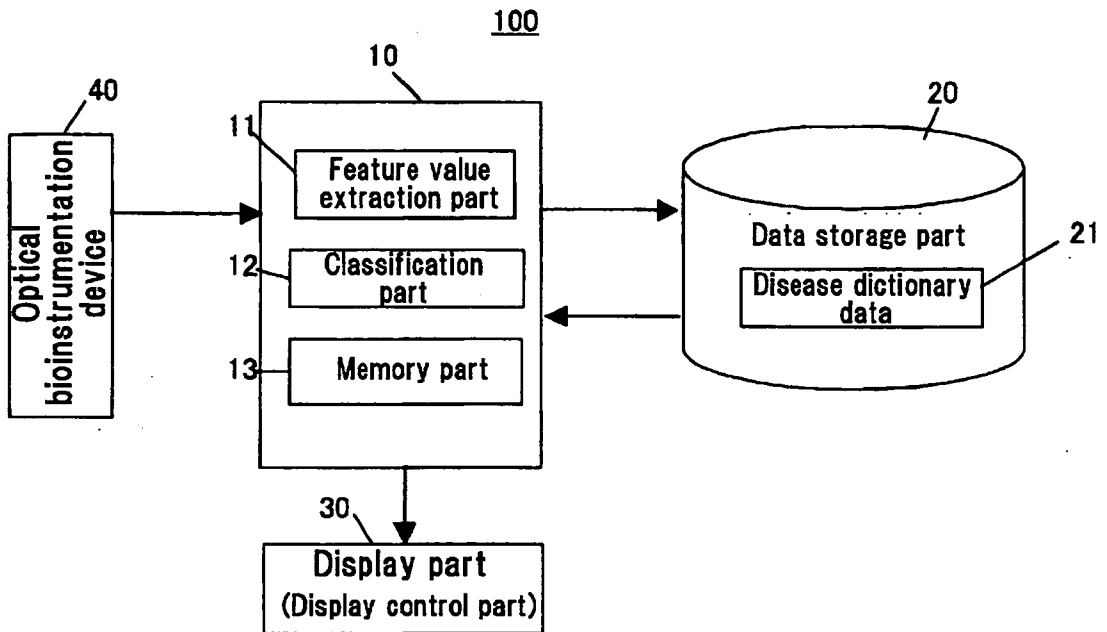 100
10
40
20
11
Feature value
extraction part
Optical
bioinstrumentation
device
Data storage part
21
12
Classification
part
Disease dictionary
data
13
Memory part
30
Display part
(Display control part)